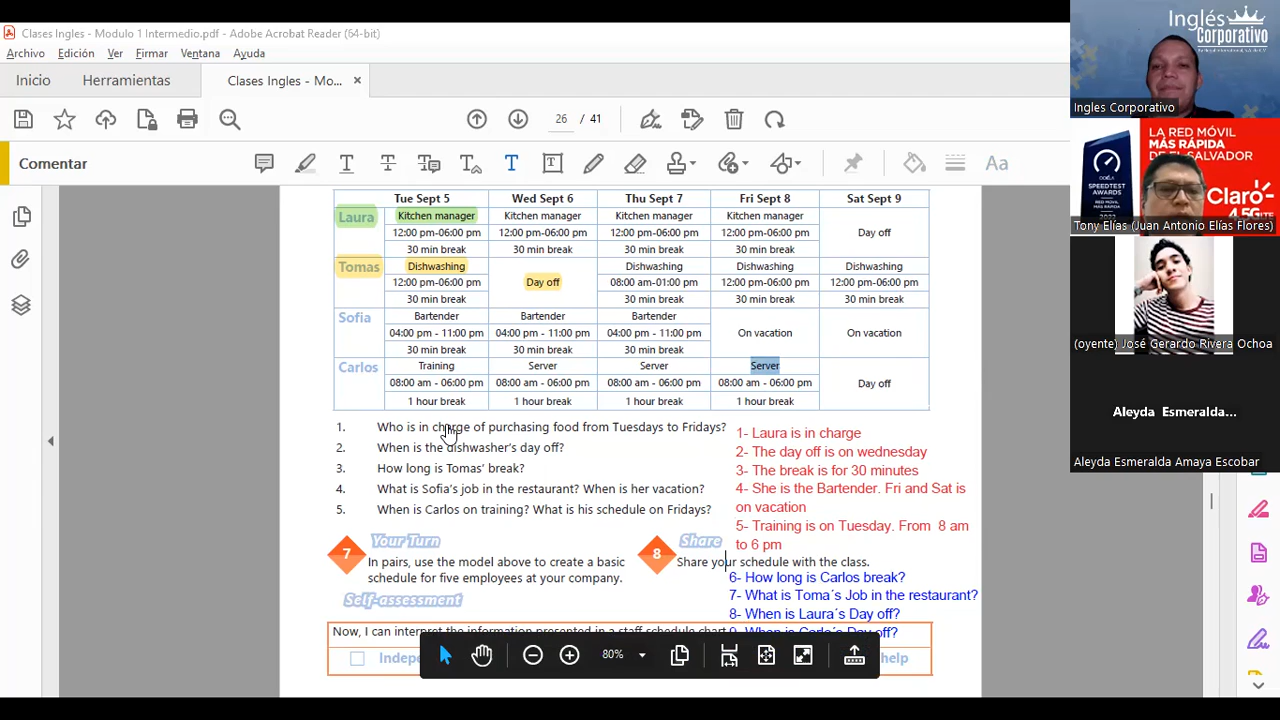 Clases Ingles - Modulo 1 Intermedio.pdf - Adobe Acrobat Reader (64-bit)
Archivo Edición Ver Firmar Ventana Ayuda
Inicio Herramientas Clases Ingles - Mo... ×
26 / 41
Comentar
Aa
Tue Sept 5 Wed Sept 6 Thu Sept 7 Fri Sept 8 Sat Sept 9
Laura Kitchen manager Kitchen manager Kitchen manager Kitchen manager Day off
12:00 pm-06:00 pm 12:00 pm-06:00 pm 12:00 pm-06:00 pm 12:00 pm-06:00 pm
30 min break 30 min break 30 min break 30 min break
Tomas Dishwashing Day off Dishwashing Dishwashing Dishwashing
12:00 pm-06:00 pm 08:00 am-01:00 pm 12:00 pm-06:00 pm 12:00 pm-06:00 pm
30 min break 30 min break 30 min break 30 min break
Sofia Bartender Bartender Bartender On vacation On vacation
04:00 pm - 11:00 pm 04:00 pm - 11:00 pm 04:00 pm - 11:00 pm
30 min break 30 min break 30 min break
Carlos Training Server Server Server Day off
08:00 am - 06:00 pm 08:00 am - 06:00 pm 08:00 am - 06:00 pm 08:00 am - 06:00 pm
1 hour break 1 hour break 1 hour break 1 hour break
1. Who is in charge of purchasing food from Tuesdays to Fridays?
2. When is the dishwasher's day off?
3. How long is Tomas' break?
4. What is Sofia's job in the restaurant? When is her vacation?
5. When is Carlos on training? What is his schedule on Fridays?
1- Laura is in charge
2- The day off is on wednesday
3- The break is for 30 minutes
4- She is the Bartender. Fri and Sat is
on vacation
5- Training is on Tuesday. From 8 am
to 6 pm
7 Your Turn
In pairs, use the model above to create a basic
schedule for five employees at your company.
8 Share
Share your schedule with the class.
6- How long is Carlos break?
7- What is Toma´s Job in the restaurant?
8- When is Laura´s Day off?
9- When is Carlo´s Day off?
Self-assessment
Now, I can interpret the information presented in a staff schedule chart
Indep
help
80%
Inglés
Corporativo
Ingles Corporativo
LA RED MÓVIL
MÁS RÁPIDA
DE EL SALVADOR
SPEEDTEST
AWARDS
Claro
4.5G LTE
Tony Elías (Juan Antonio Elías Flores)
(oyente) José Gerardo Rivera Ochoa
Aleyda Esmeralda...
Aleyda Esmeralda Amaya Escobar